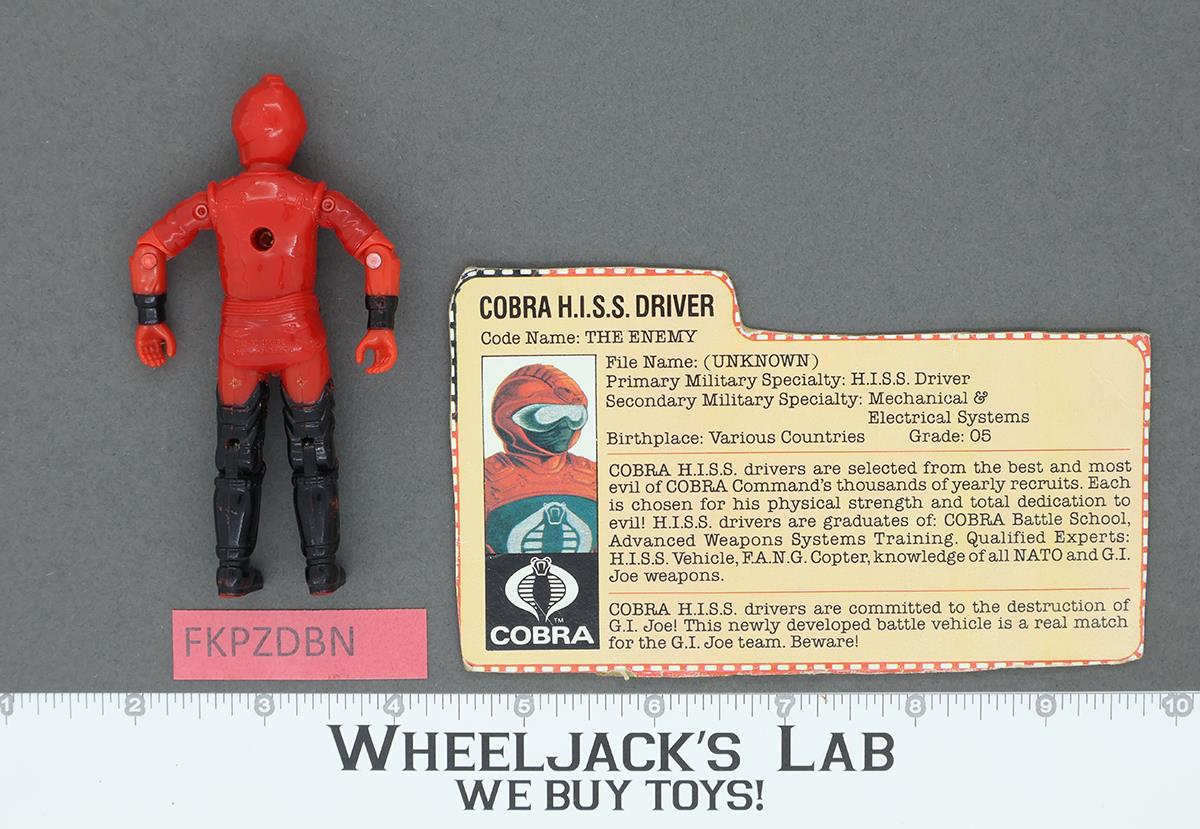 COBRA H.I.S.S. DRIVER
Code Name: THE ENEMY
File Name: (UNKNOWN)
Primary Military Specialty: H.I.S.S. Driver
Secondary Military Specialty: Mechanical &
Electrical Systems
Birthplace: Various Countries Grade: O5
COBRA H.I.S.S. drivers are selected from the best and most
evil of COBRA Command's thousands of yearly recruits. Each
is chosen for his physical strength and total dedication to
evil! H.I.S.S. drivers are graduates of: COBRA Battle School,
Advanced Weapons Systems Training. Qualified Experts:
H.I.S.S. Vehicle, F.A.N.G. Copter, knowledge of all NATO and G.I.
Joe weapons.
COBRA H.I.S.S. drivers are committed to the destruction of
G.I. Joe! This newly developed battle vehicle is a real match
for the G.I. Joe team. Beware!
TM
COBRA
FKPZDBN
1 2 3 4 5 6 7 8 9 10
WHEELJACK'S LAB
WE BUY TOYS!